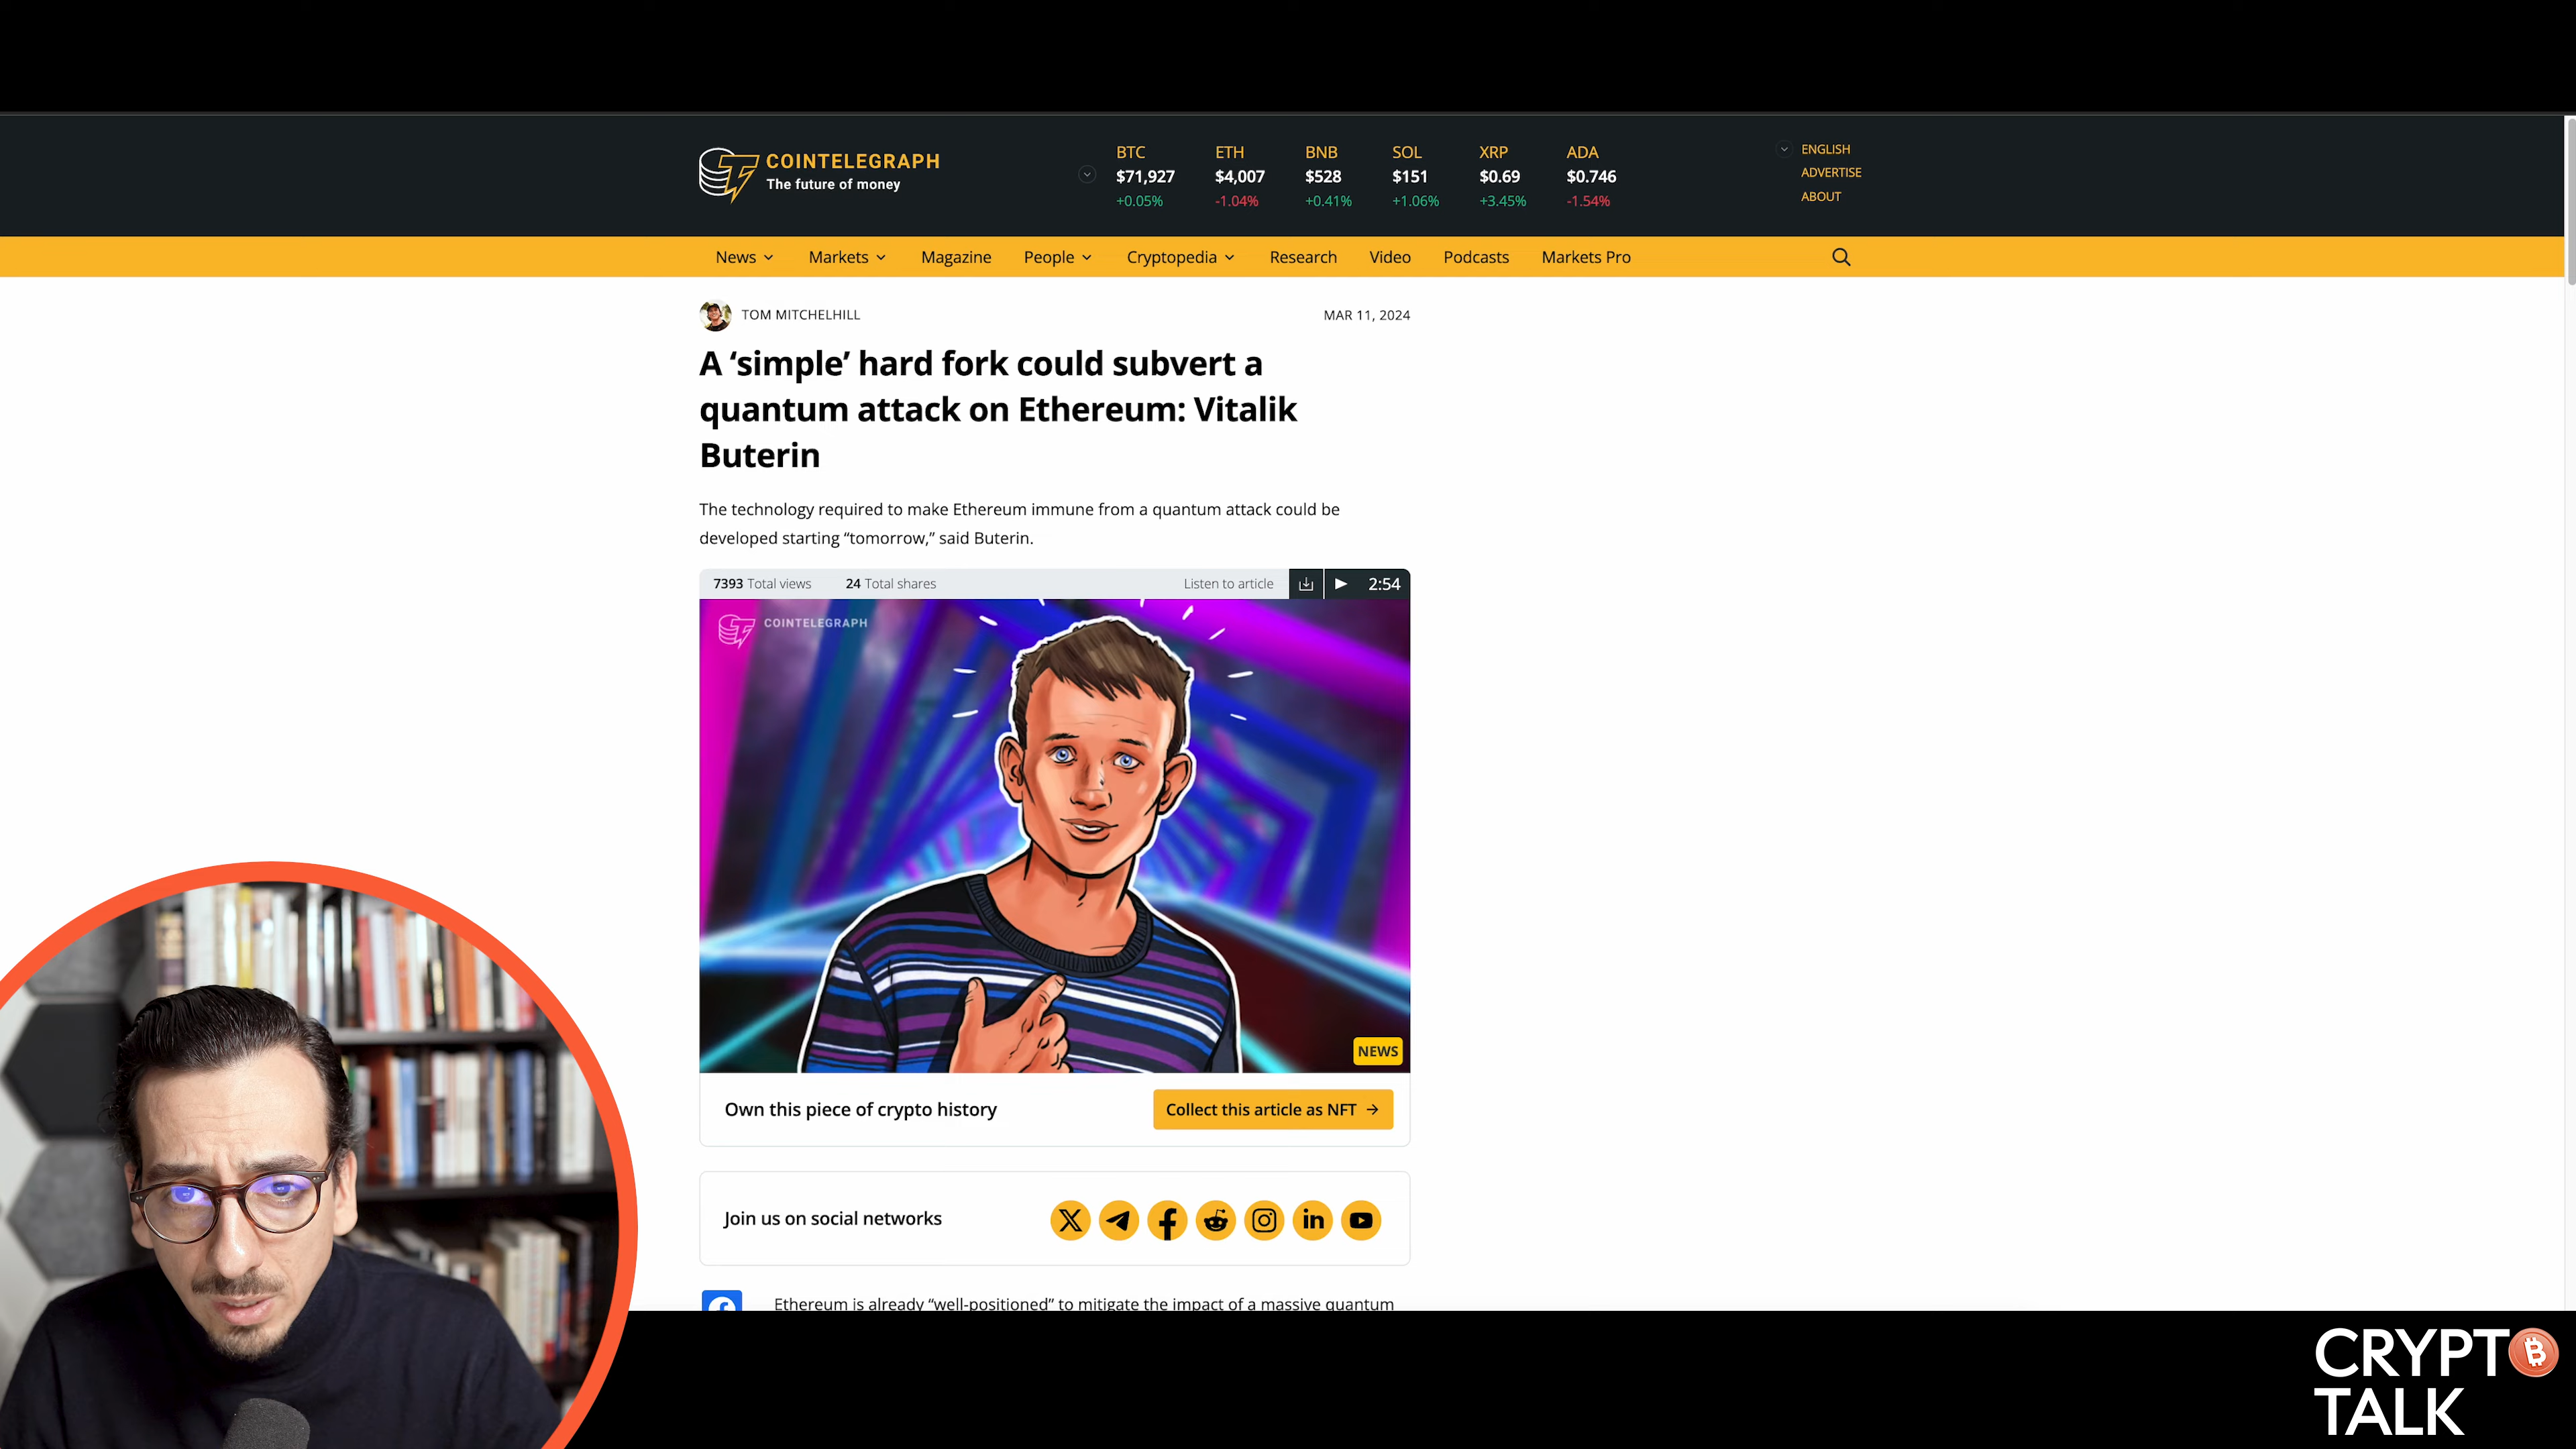 COINTELEGRAPH
The future of money
BTC ETH BNB SOL XRP ADA
$71,927 $4,007 $528 $151 $0.69 $0.746
+0.05% -1.04% +0.41% +1.06% +3.45% -1.54%
ENGLISH
ADVERTISE
ABOUT
News Markets Magazine People Cryptopedia Research Video Podcasts Markets Pro
TOM MITCHELHILL MAR 11, 2024
A ‘simple’ hard fork could subvert a
quantum attack on Ethereum: Vitalik
Buterin
The technology required to make Ethereum immune from a quantum attack could be
developed starting “tomorrow,” said Buterin.
7393 Total views 24 Total shares Listen to article 2:54
COINTELEGRAPH
NEWS
Own this piece of crypto history Collect this article as NFT →
Join us on social networks
Ethereum is already “well-positioned” to mitigate the impact of a massive quantum
CRYPTO
TALK